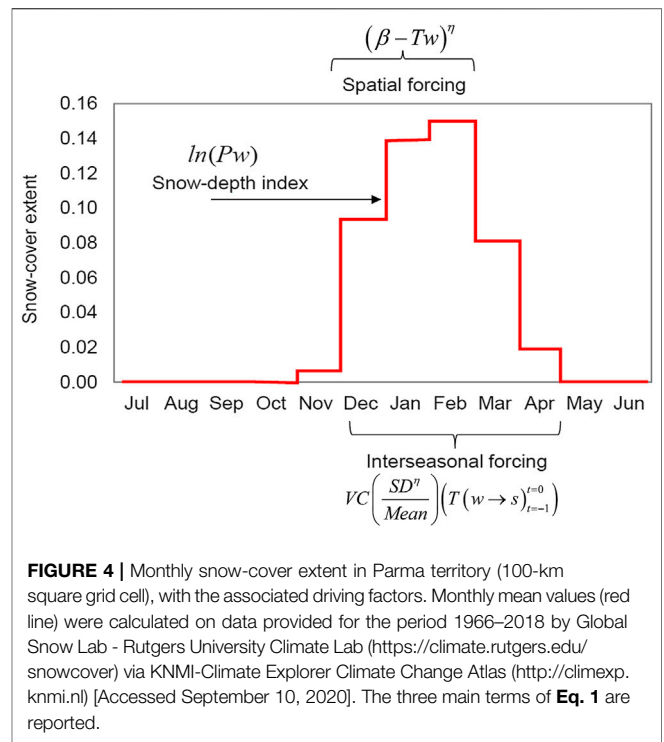 (β – Tw)^η
Spatial forcing
0.16
0.14
ln(Pw)
0.12
Snow-depth index
0.10
0.08
0.06
0.04
0.02
0.00
Snow-cover extent
Jul Aug Sep Oct Nov Dec Jan Feb Mar Apr May Jun
Interseasonal forcing
VC(SD^η/Mean)(T(w→s)_{t=-1}^{t=0})
FIGURE 4 | Monthly snow-cover extent in Parma territory (100-km
square grid cell), with the associated driving factors. Monthly mean values (red
line) were calculated on data provided for the period 1966–2018 by Global
Snow Lab - Rutgers University Climate Lab (https://climate.rutgers.edu/
snowcover) via KNMI-Climate Explorer Climate Change Atlas (http://climexp.
knmi.nl) [Accessed September 10, 2020]. The three main terms of Eq. 1 are
reported.